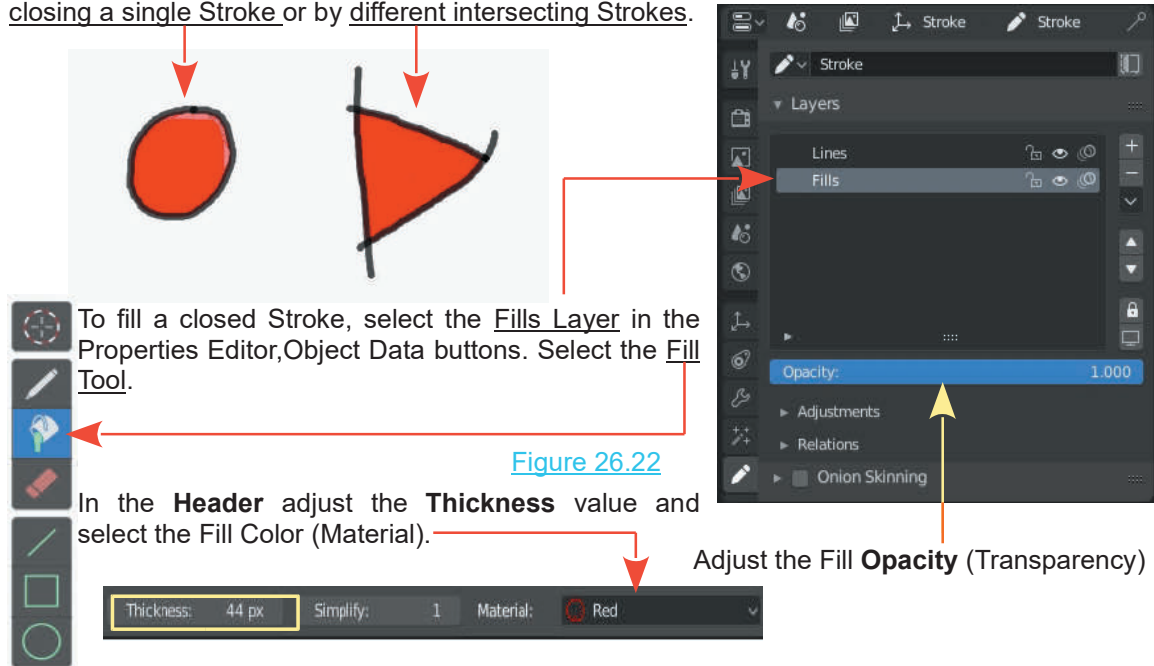 closing a single Stroke or by different intersecting Strokes.
Stroke
Stroke
Stroke
Layers
Lines
Fills
Opacity: 1.000
Adjustments
Relations
Onion Skinning
To fill a closed Stroke, select the Fills Layer in the
Properties Editor,Object Data buttons. Select the Fill
Tool.
Figure 26.22
In the Header adjust the Thickness value and
select the Fill Color (Material).
Adjust the Fill Opacity (Transparency)
Thickness: 44 px Simplify: 1 Material: Red